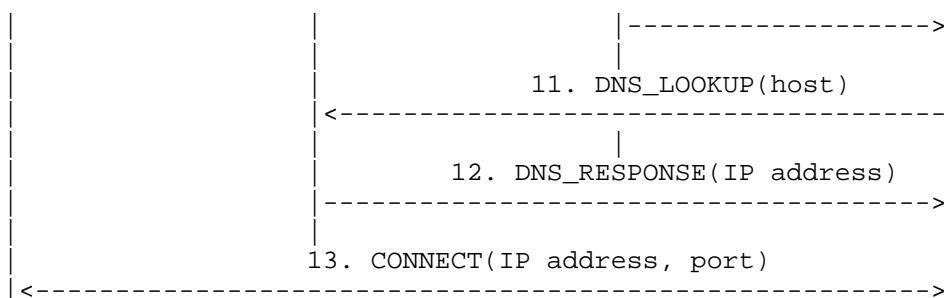 11. DNS_LOOKUP(host)
12. DNS_RESPONSE(IP address)
13. CONNECT(IP address, port)